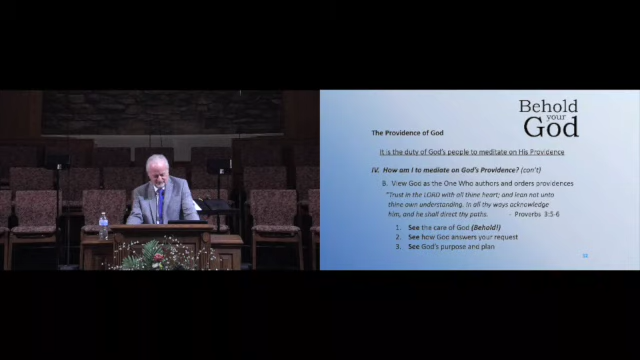 Behold
your
God
The Providence of God
It is the duty of God's people to meditate on His Providence
IV. How am I to mediate on God's Providence? (con't)
B. View God as the One Who authors and orders providences
"Trust in the LORD with all thine heart; and lean not unto
thine own understanding. In all thy ways acknowledge
him, and he shall direct thy paths. - Proverbs 3:5-6
1. See the care of God (Behold!)
2. See how God answers your request
3. See God's purpose and plan